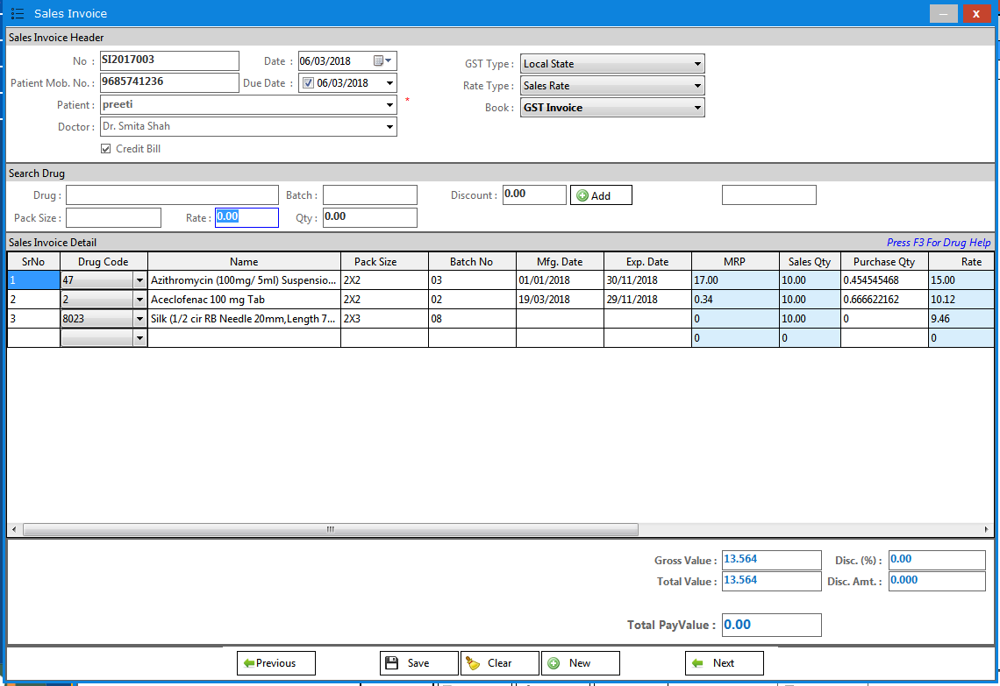 Sales Invoice
Sales Invoice Header
No : SI2017003 Date : 06/03/2018 GST Type : Local State
Patient Mob. No. : 9685741236 Due Date : 06/03/2018 Rate Type : Sales Rate
Patient : preeti * Book : GST Invoice
Doctor : Dr. Smita Shah
Credit Bill
Search Drug
Drug : Batch : Discount : 0.00 Add
Pack Size : Rate : 0.00 Qty : 0.00
Sales Invoice Detail Press F3 For Drug Help
SrNo Drug Code Name Pack Size Batch No Mfg. Date Exp. Date MRP Sales Qty Purchase Qty Rate
1 47 Azithromycin (100mg/ 5ml) Suspensio... 2X2 03 01/01/2018 30/11/2018 17.00 10.00 0.454545468 15.00
2 2 Aceclofenac 100 mg Tab 2X2 02 19/03/2018 29/11/2018 0.34 10.00 0.666622162 10.12
3 8023 Silk (1/2 cir RB Needle 20mm,Length 7... 2X3 08 0 10.00 0 9.46
0 0 0
Gross Value : 13.564 Disc. (%) : 0.00
Total Value : 13.564 Disc. Amt. : 0.000
Total PayValue : 0.00
Previous Save Clear New Next